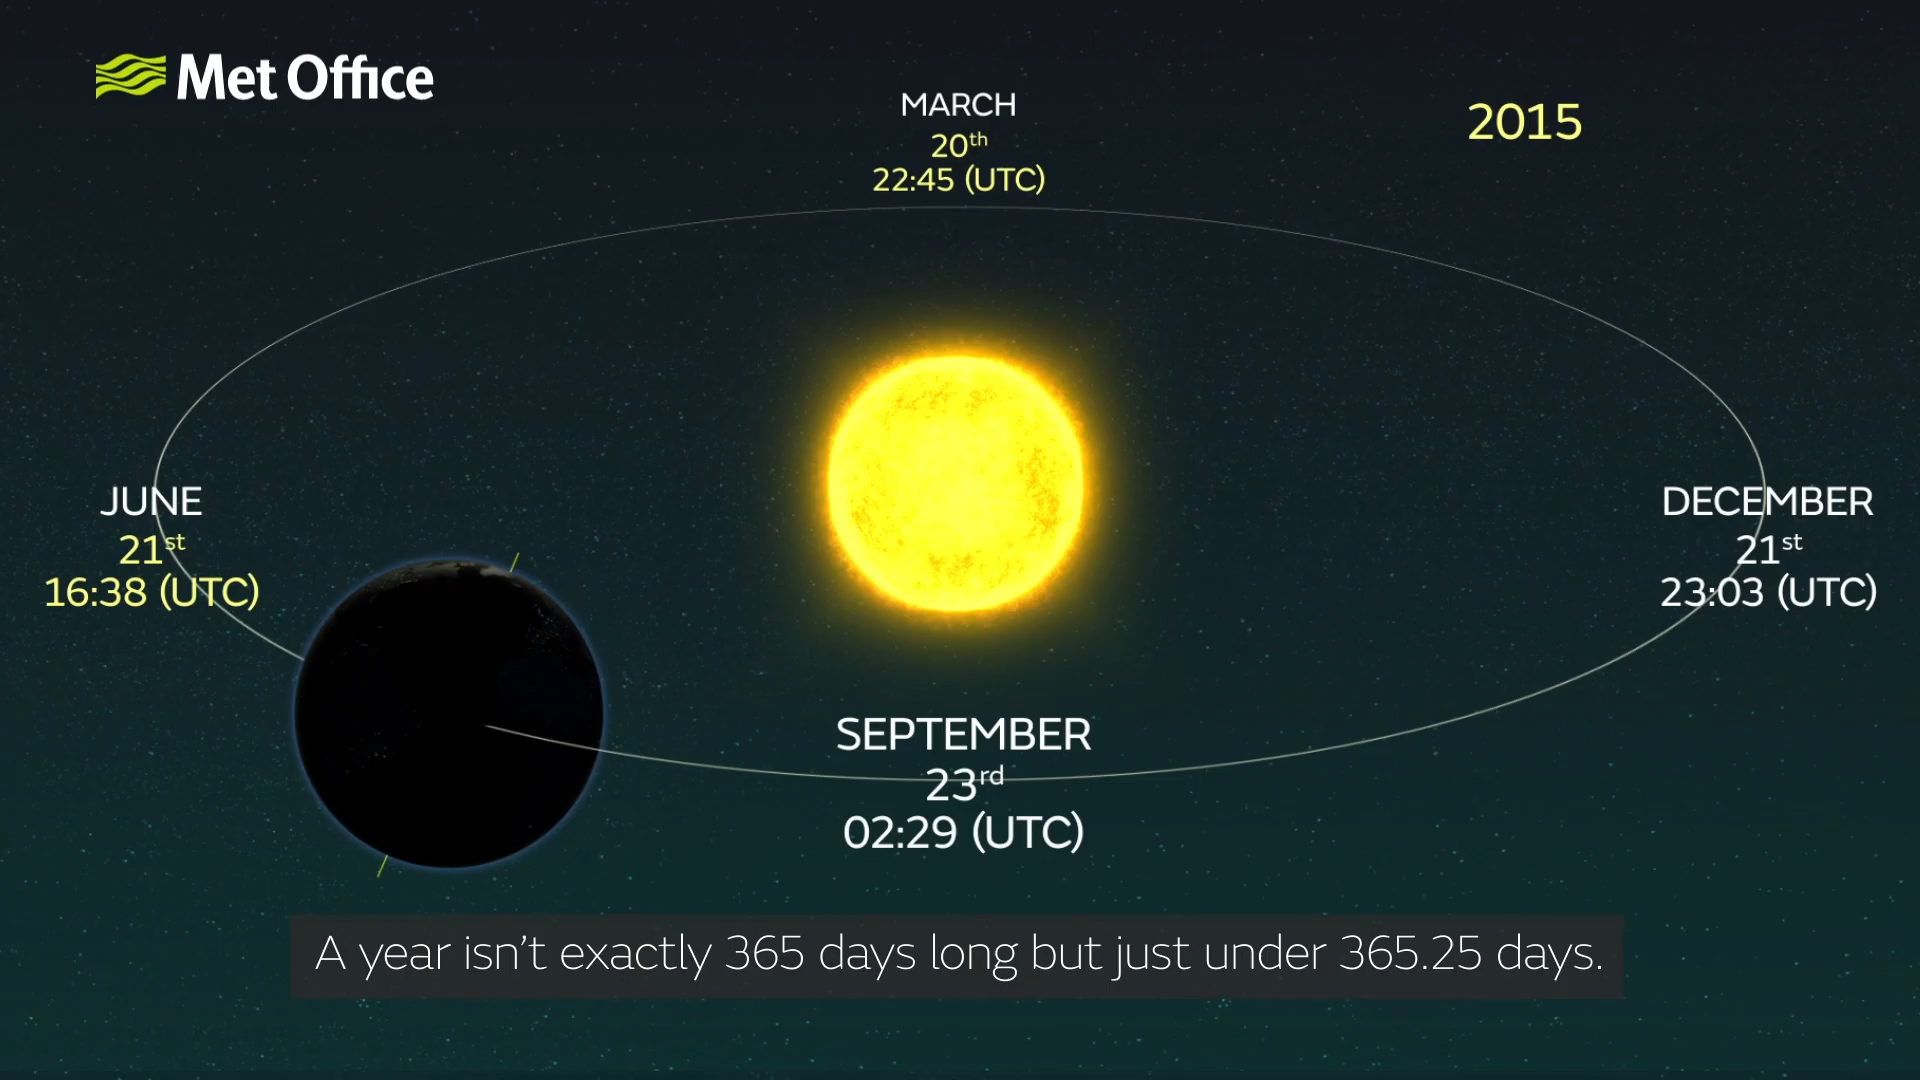 Met Office
MARCH
20th
22:45 (UTC)
2015
JUNE
21st
16:38 (UTC)
DECEMBER
21st
23:03 (UTC)
SEPTEMBER
23rd
02:29 (UTC)
A year isn't exactly 365 days long but just under 365.25 days.